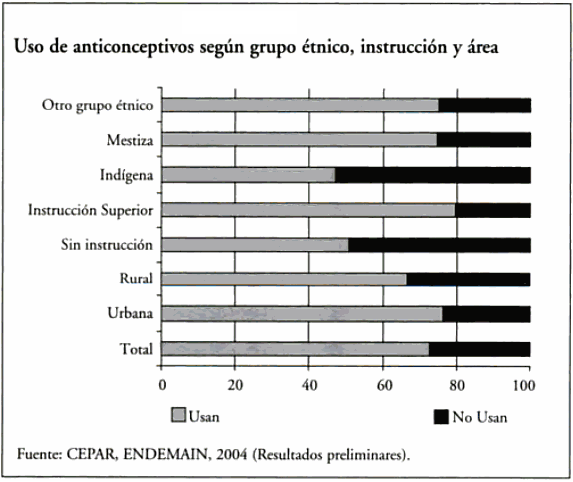 Uso de anticonceptivos según grupo étnico, instrucción y área
Otro grupo étnico
Mestiza
Indígena
Instrucción Superior
Sin instrucción
Rural
Urbana
Total
0 20 40 60 80 100
Usan No Usan
Fuente: CEPAR, ENDEMAIN, 2004 (Resultados preliminares).